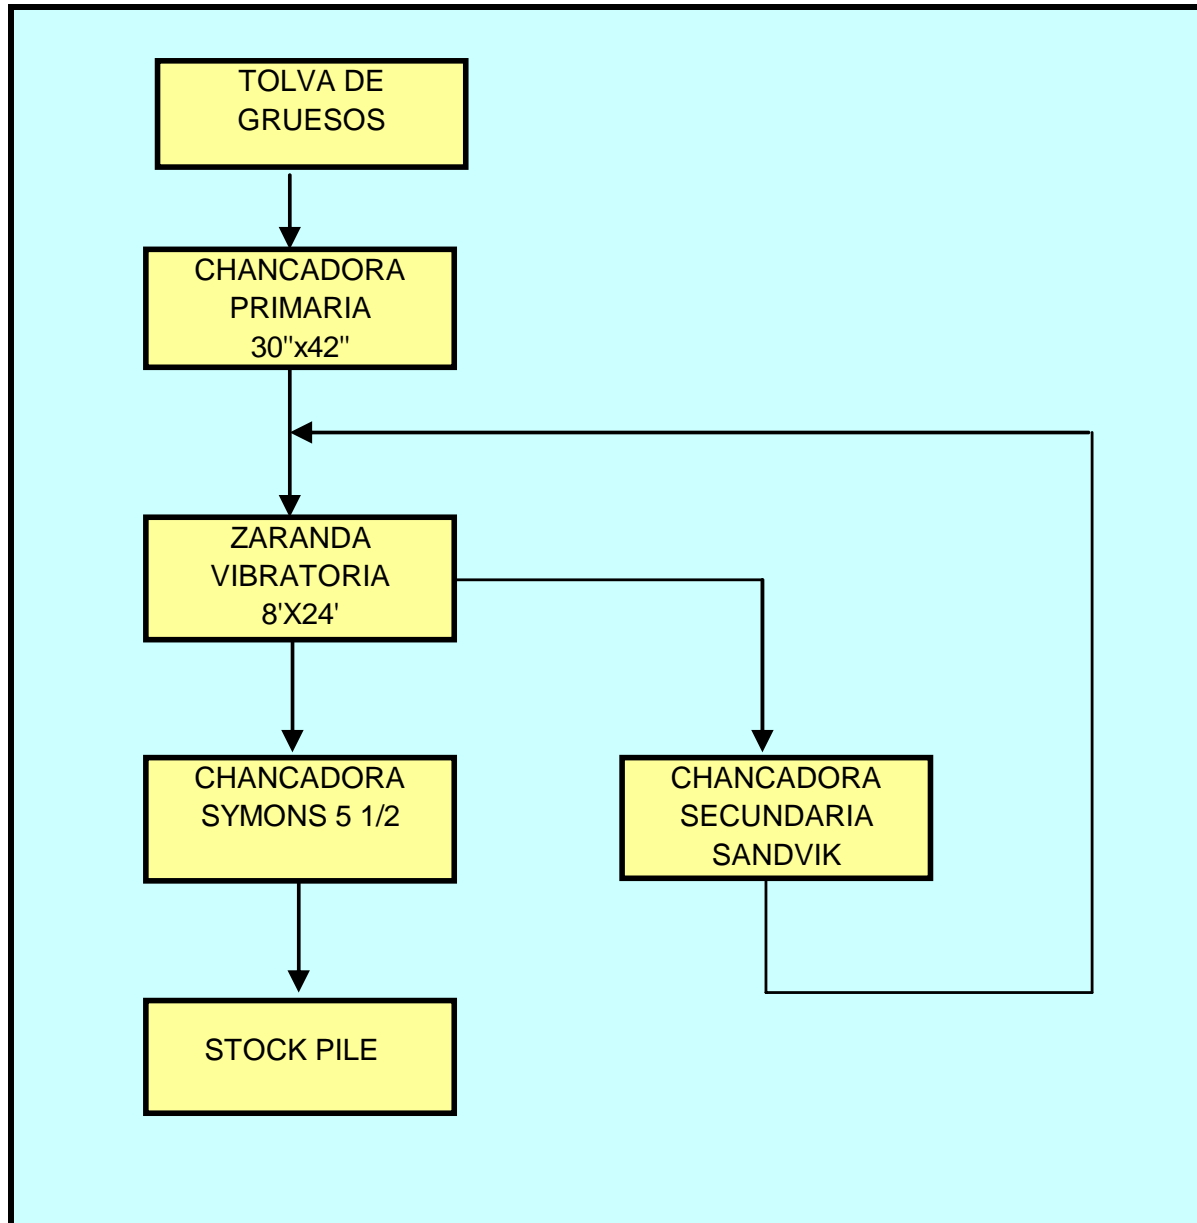 TOLVA DE
GRUESOS
CHANCADORA
PRIMARIA
30"x42"
ZARANDA
VIBRATORIA
8'X24'
CHANCADORA
SYMONS 5 1/2
CHANCADORA
SECUNDARIA
SANDVIK
STOCK PILE